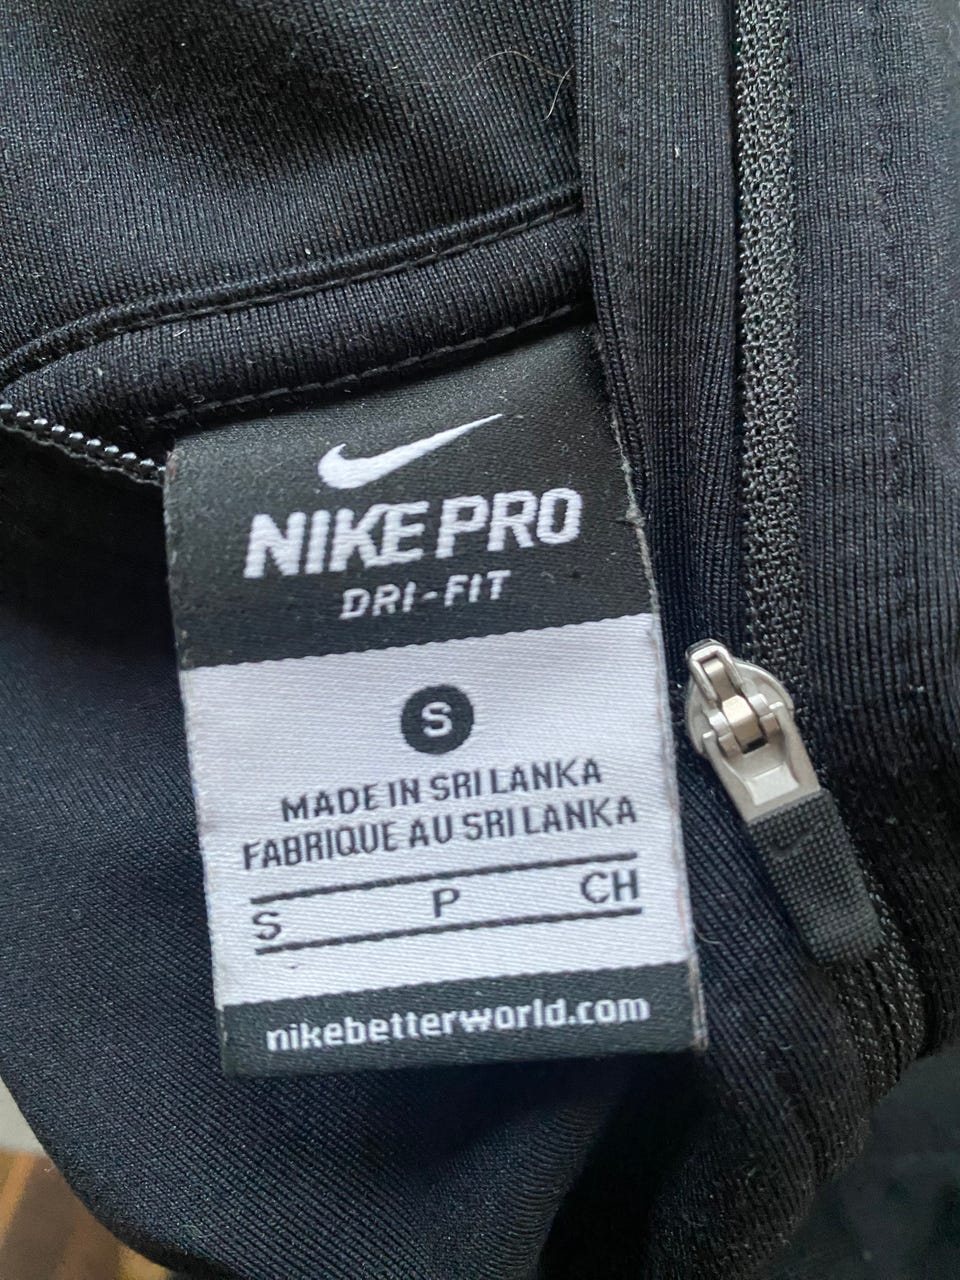 NIKE PRO
DRI-FIT
S
MADE IN SRI LANKA
FABRIQUE AU SRI LANKA
S P CH
nikebetterworld.com